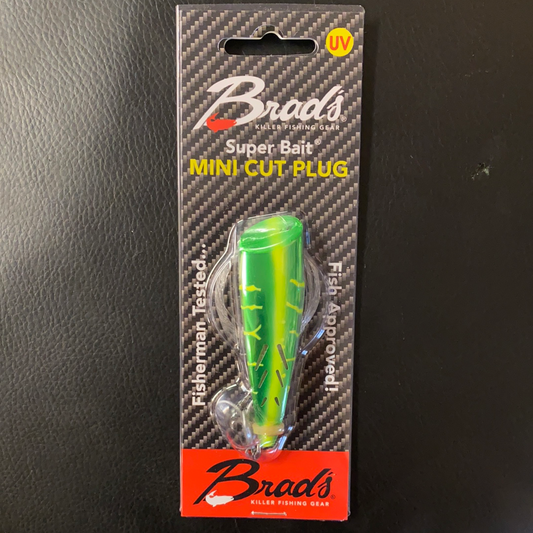 UV
Brad's
KILLER FISHING GEAR
Super Bait®
MINI CUT PLUG
Fisherman Tested...
Fish Approved!
Brad's®
KILLER FISHING GEAR